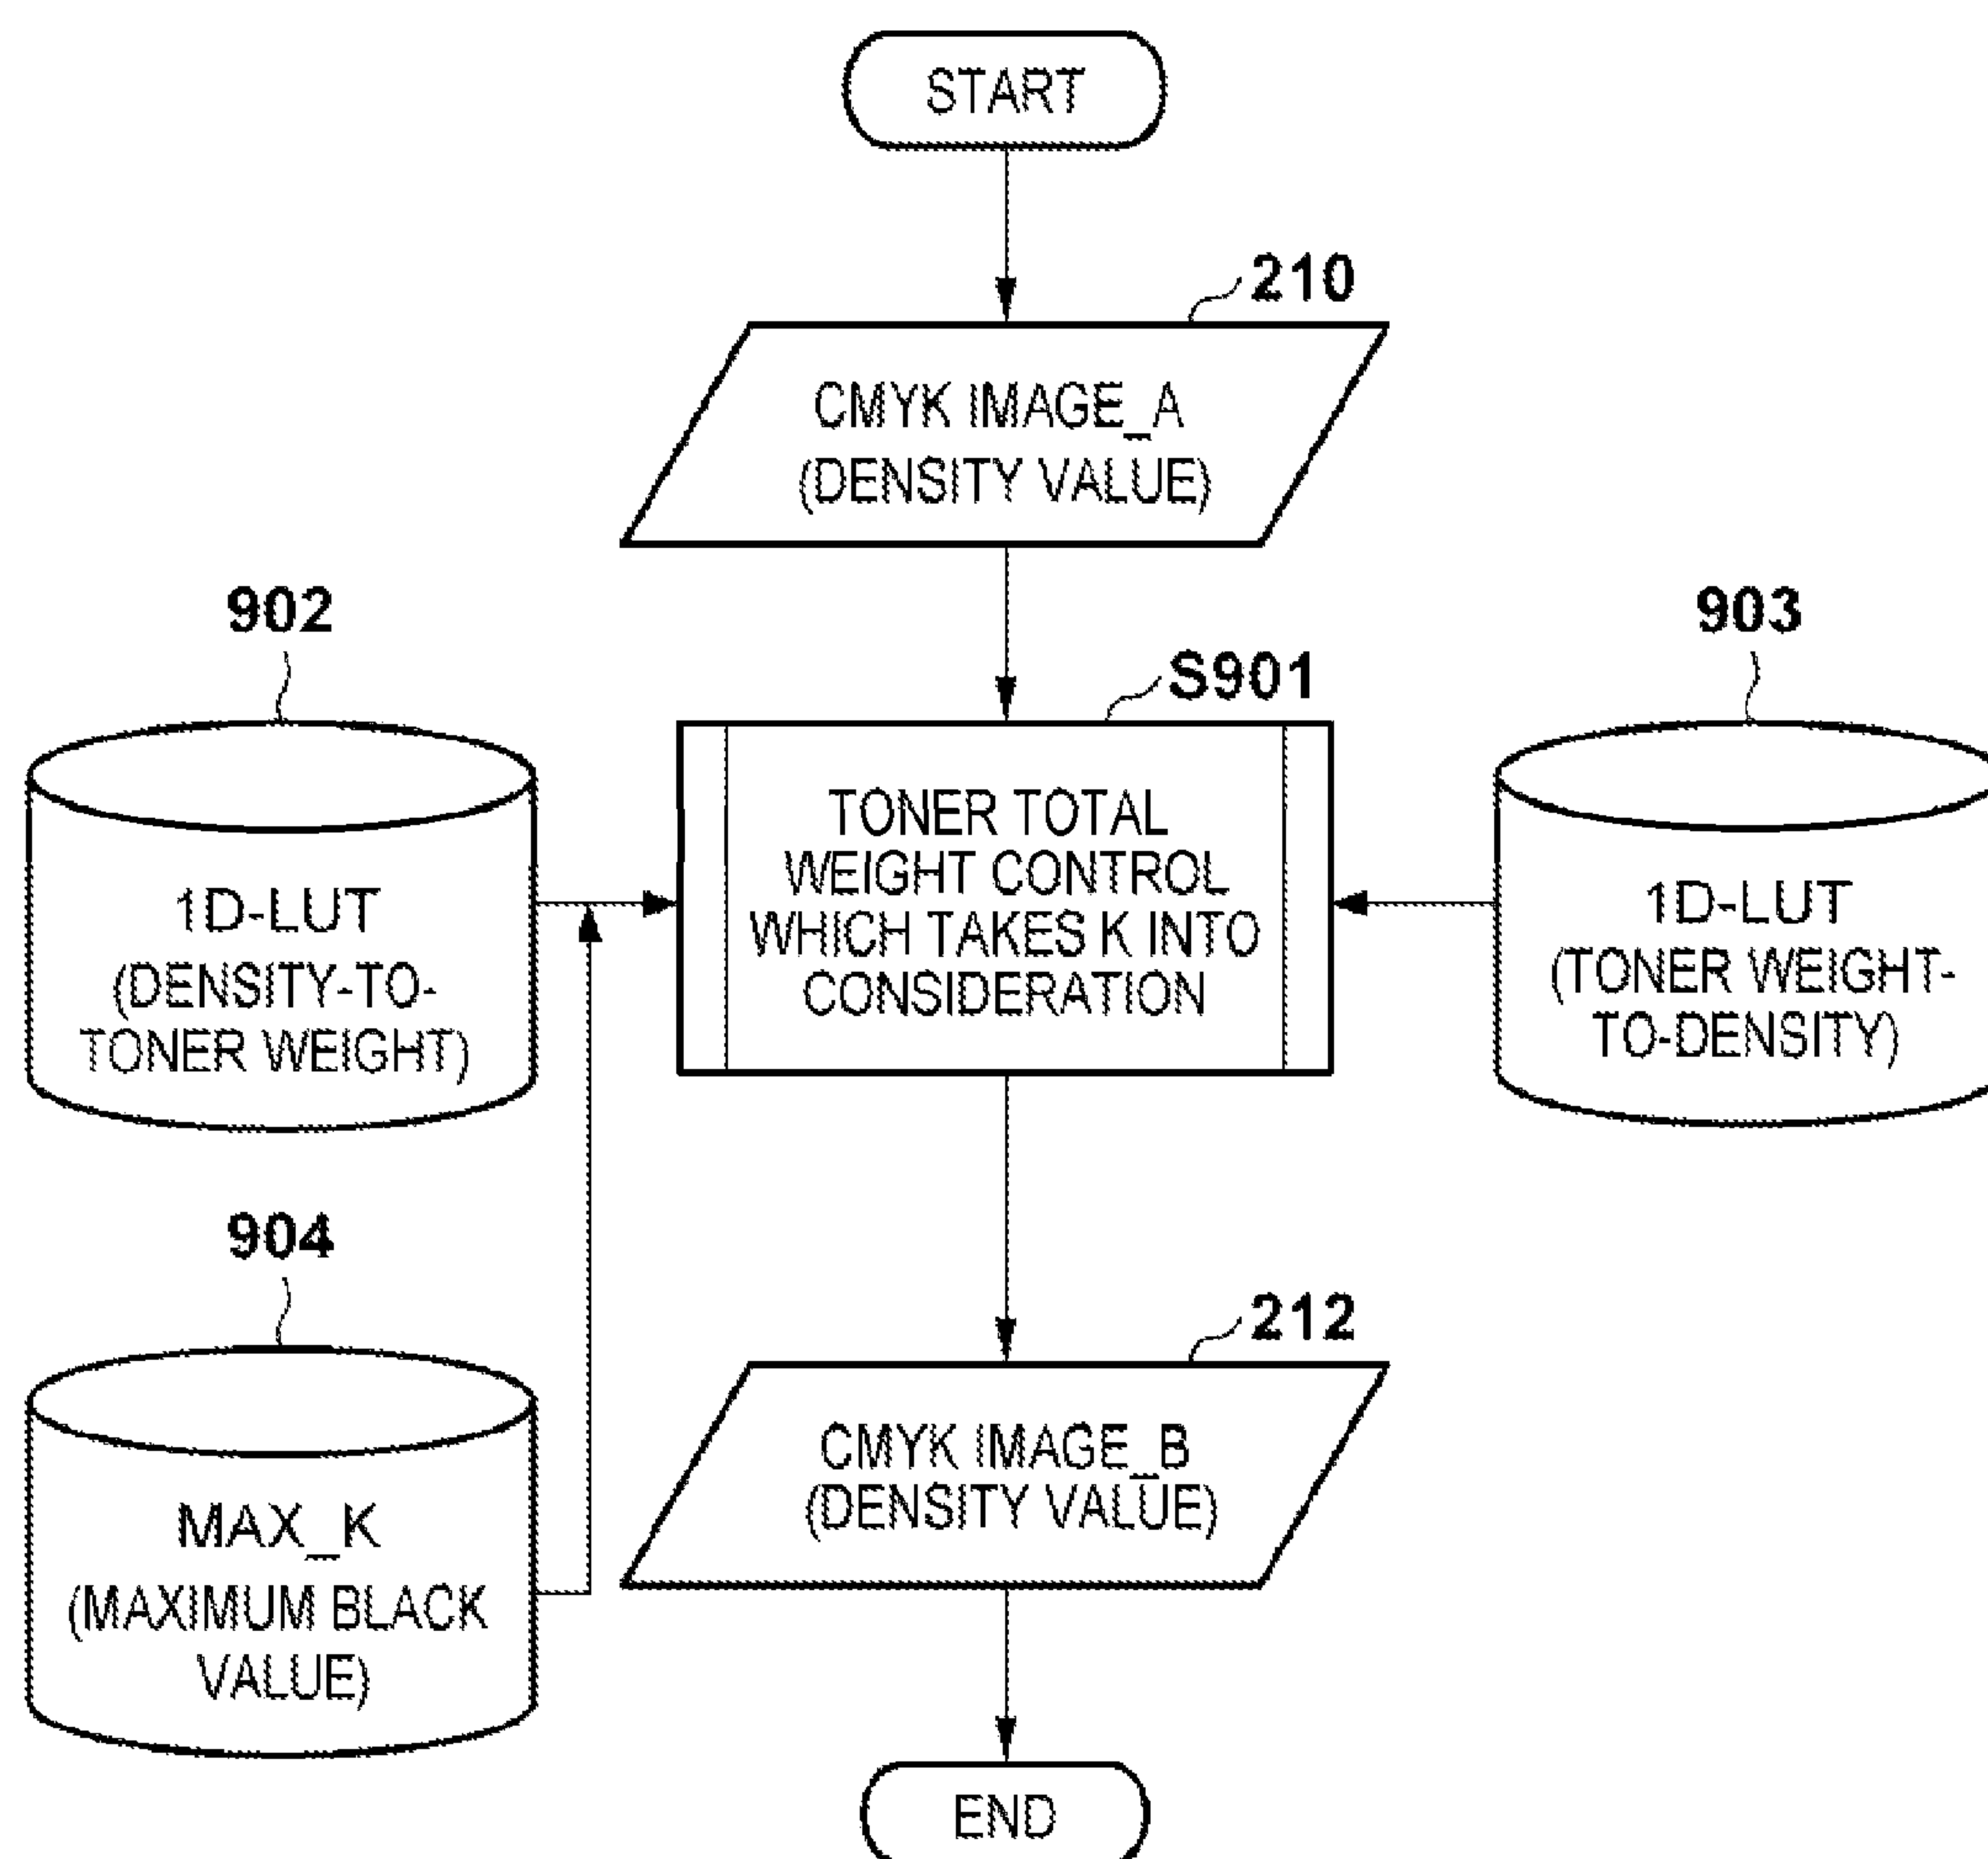 START
210
CMYK IMAGE_A
(DENSITY VALUE)
902
1D-LUT
(DENSITY-TO-
TONER WEIGHT)
S901
TONER TOTAL
WEIGHT CONTROL
WHICH TAKES K INTO
CONSIDERATION
903
1D-LUT
(TONER WEIGHT-
TO-DENSITY)
904
MAX_K
(MAXIMUM BLACK
VALUE)
212
CMYK IMAGE_B
(DENSITY VALUE)
END